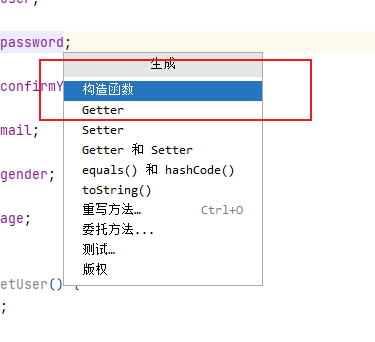 password;
生成
confirmY
构造函数
Getter
mail;
Setter
Getter 和 Setter
gender;
equals() 和 hashCode()
toString()
age;
重写方法… Ctrl+O
委托方法...
测试…
版权
etUser() {
;